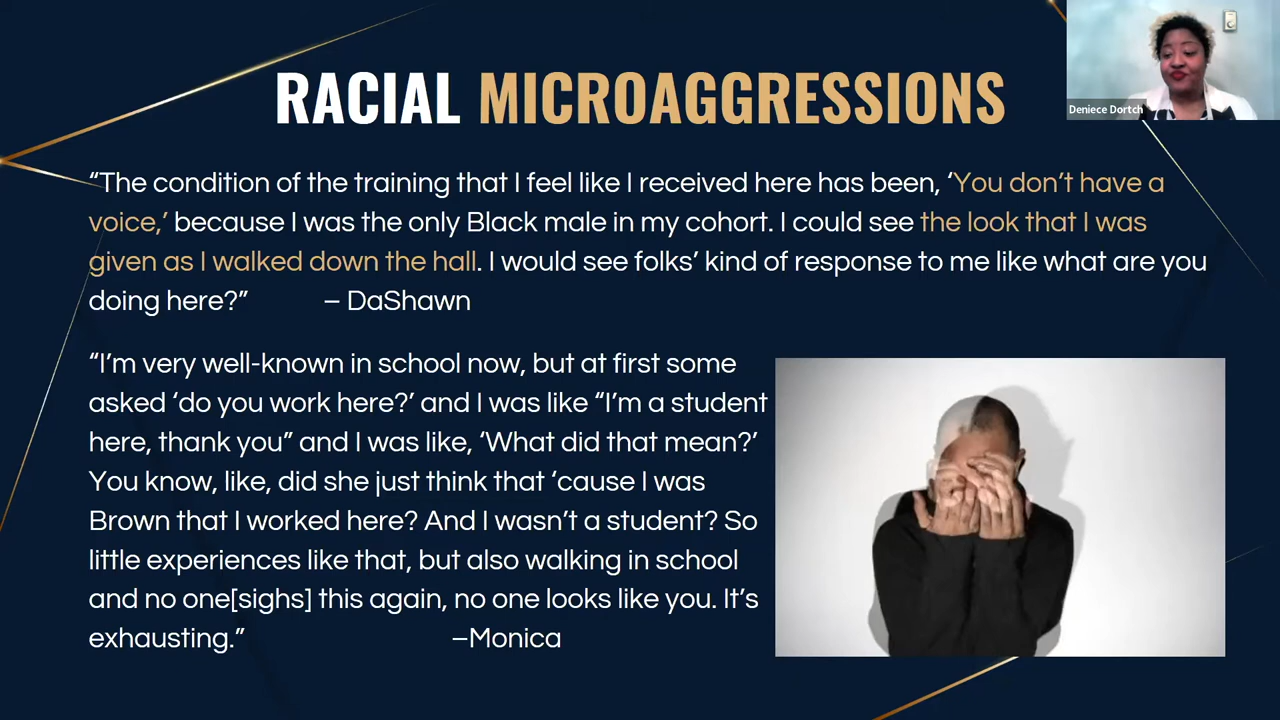 RACIAL MICROAGGRESSIONS
Deniece Dortch
“The condition of the training that I feel like I received here has been, ‘You don’t have a
voice,’ because I was the only Black male in my cohort. I could see the look that I was
given as I walked down the hall. I would see folks’ kind of response to me like what are you
doing here?” – DaShawn
“I’m very well-known in school now, but at first some
asked ‘do you work here?’ and I was like “I’m a student
here, thank you” and I was like, ‘What did that mean?’
You know, like, did she just think that ‘cause I was
Brown that I worked here? And I wasn’t a student? So
little experiences like that, but also walking in school
and no one[sighs] this again, no one looks like you. It’s
exhausting.” –Monica